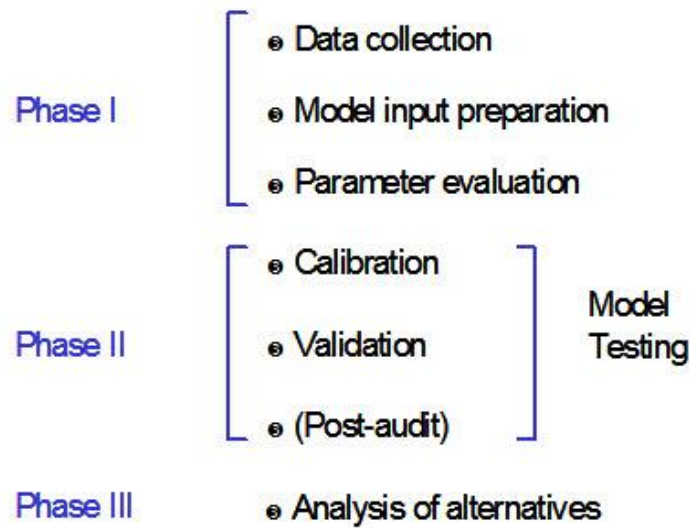 Data collection
Phase I
Model input preparation
Parameter evaluation
Calibration
Model
Phase II
Validation
Testing
(Post-audit)
Phase III
Analysis of alternatives